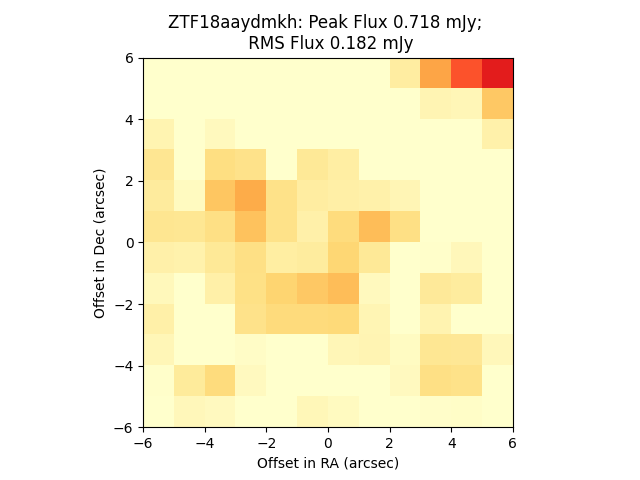 ZTF18aaydmkh: Peak Flux 0.718 mJy;
RMS Flux 0.182 mJy
6
4
2
0
−2
−4
−6
Offset in Dec (arcsec)
−6 −4 −2 0 2 4 6
Offset in RA (arcsec)